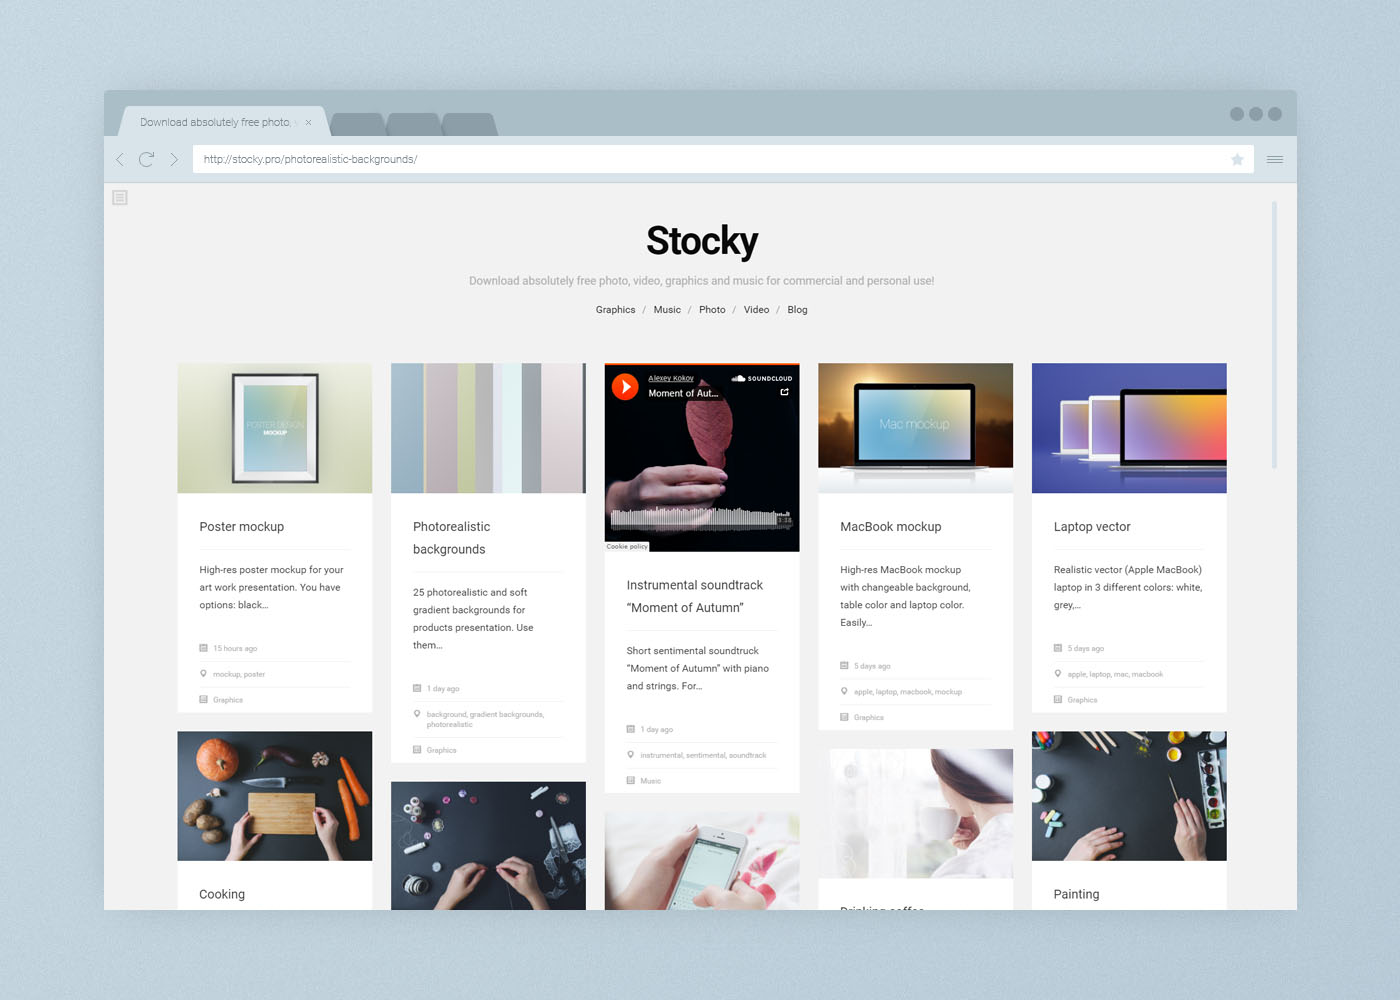 Download absolutely free photo,
http://stocky.pro/photorealistic-backgrounds/
Stocky
Download absolutely free photo, video, graphics and music for commercial and personal use!
Graphics / Music / Photo / Video / Blog
POSTER DESIGN
MOCKUP
Poster mockup
High-res poster mockup for your
art work presentation. You have
options: black...
15 hours ago
mockup, poster
Graphics
Cooking
Photorealistic
backgrounds
25 photorealistic and soft
gradient backgrounds for
products presentation. Use
them...
1 day ago
background, gradient backgrounds,
photorealistic
Graphics
Alexey Kokov
SOUNDCLOUD
Moment of Aut...
3:38
Cookie policy
Instrumental soundtrack
“Moment of Autumn”
Short sentimental soundtruck
“Moment of Autumn” with piano
and strings. For...
1 day ago
instrumental, sentimental, soundtrack
Music
Mac mockup
MacBook mockup
High-res MacBook mockup
with changeable background,
table color and laptop color.
Easily...
5 days ago
apple, laptop, macbook, mockup
Graphics
Drinking coffee
Laptop vector
Realistic vector (Apple MacBook)
laptop in 3 different colors: white,
grey,...
5 days ago
apple, laptop, mac, macbook
Graphics
Painting